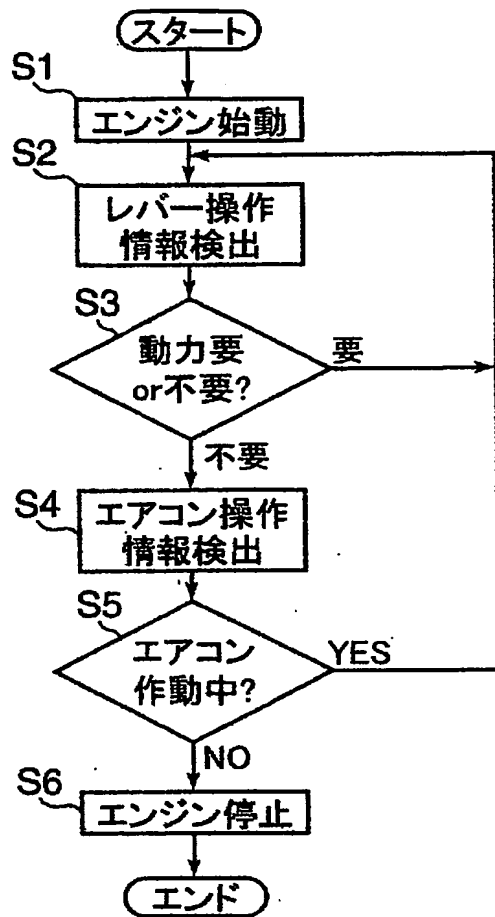 スタート
S1
エンジン始動
S2
レバー操作
情報検出
S3
動力要
or不要?
要
不要
S4
エアコン操作
情報検出
S5
エアコン
作動中?
YES
NO
S6
エンジン停止
エンド